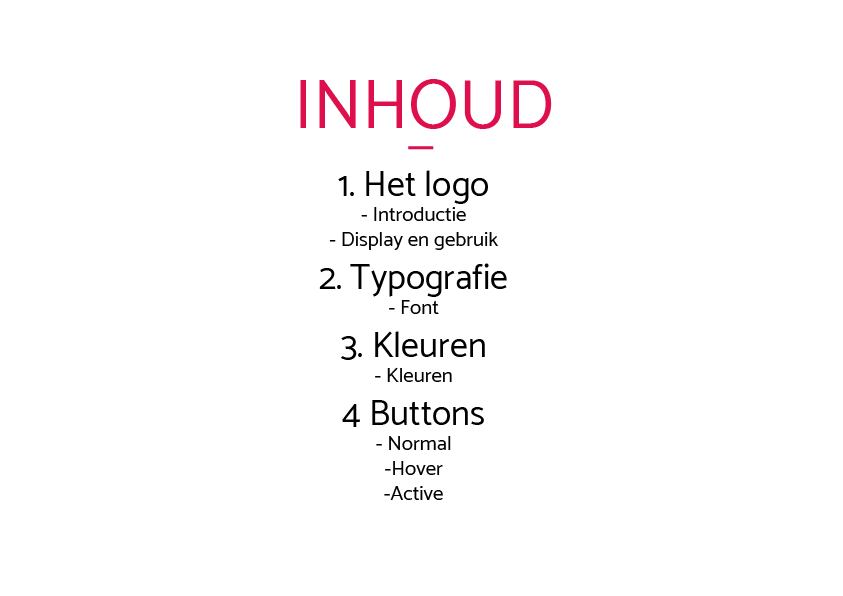 INHOUD
1. Het logo
- Introductie
- Display en gebruik
2. Typografie
- Font
3. Kleuren
- Kleuren
4 Buttons
- Normal
-Hover
-Active